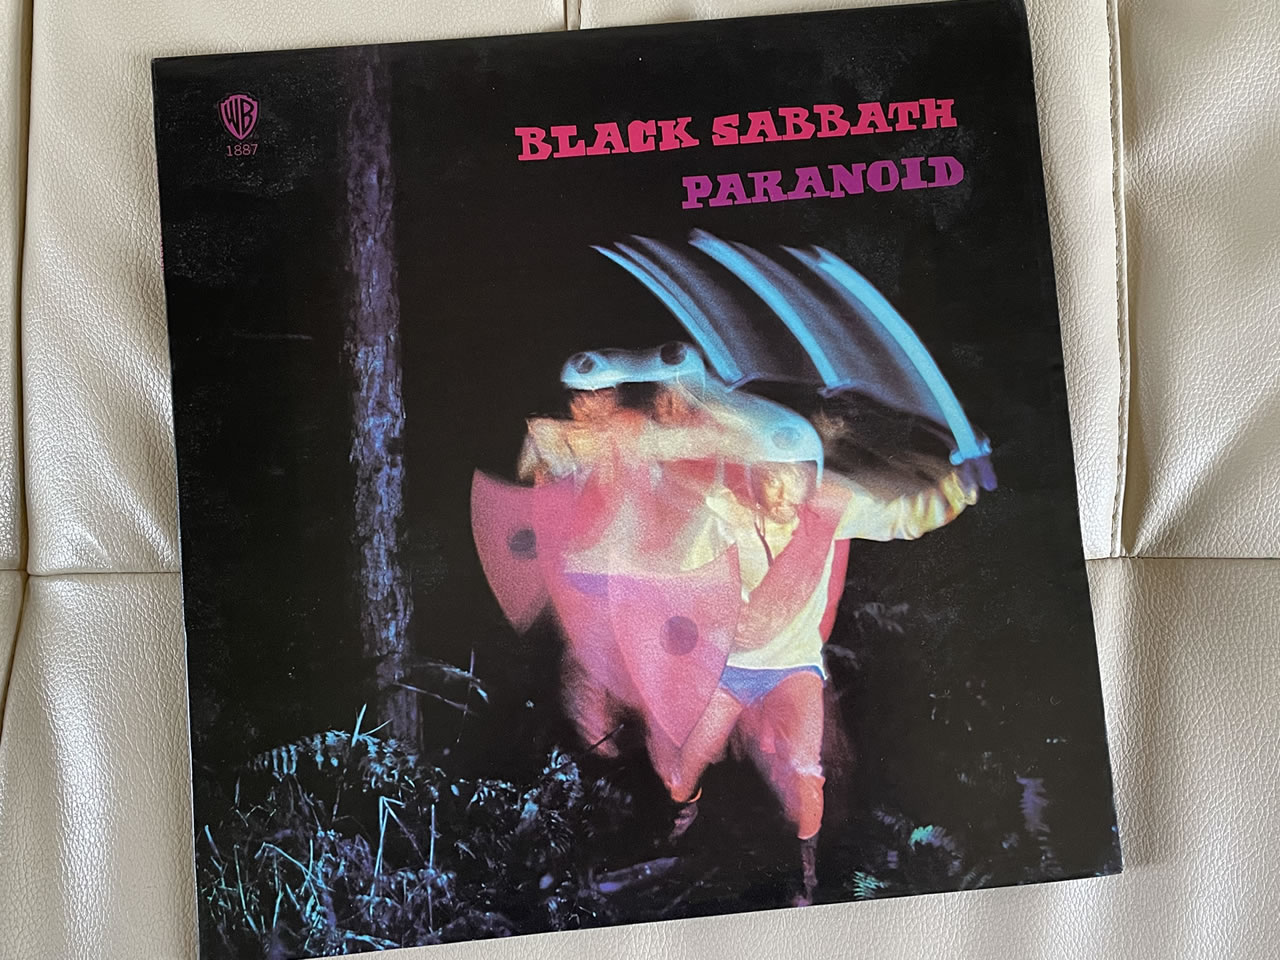 WB
1887
BLACK SABBATH
PARANOID